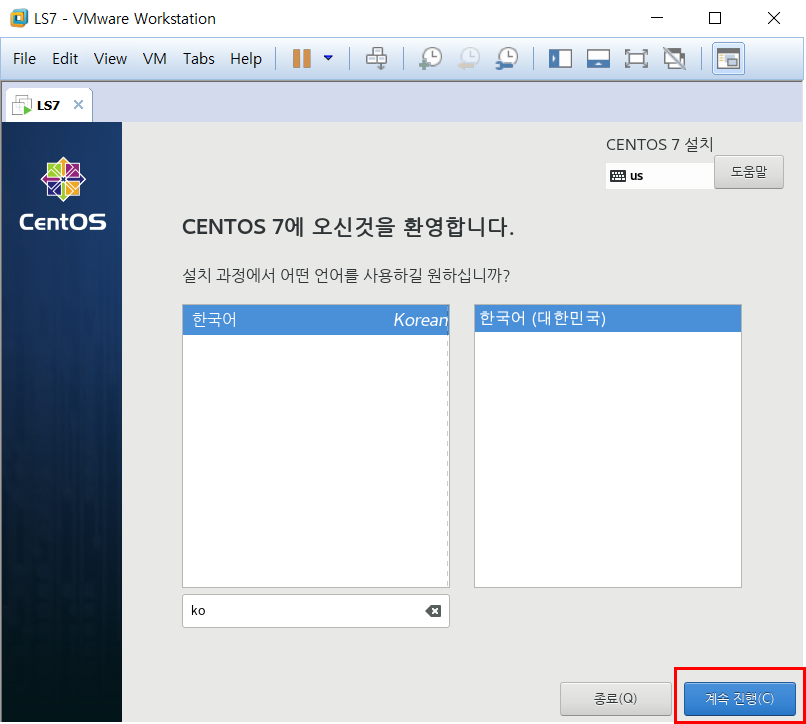 LS7 - VMware Workstation
File Edit View VM Tabs Help
LS7
CENTOS 7 설치
us
도움말
CentOS
CENTOS 7에 오신것을 환영합니다.
설치 과정에서 어떤 언어를 사용하길 원하십니까?
한국어 Korean
한국어 (대한민국)
ko
종료(Q)
계속 진행(C)